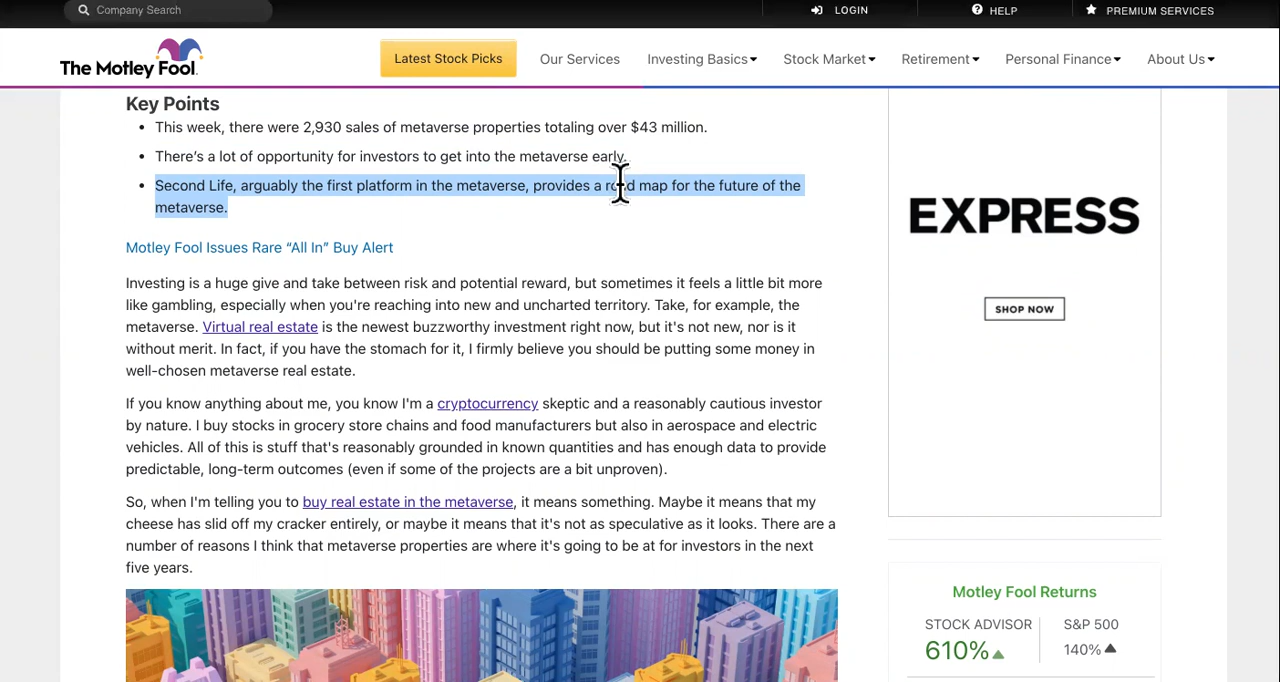 Company Search
LOGIN
HELP
PREMIUM SERVICES
The Motley Fool.
Latest Stock Picks
Our Services
Investing Basics
Stock Market
Retirement
Personal Finance
About Us
Key Points
This week, there were 2,930 sales of metaverse properties totaling over $43 million.
There's a lot of opportunity for investors to get into the metaverse early.
Second Life, arguably the first platform in the metaverse, provides a road map for the future of the
metaverse.
Motley Fool Issues Rare “All In” Buy Alert
Investing is a huge give and take between risk and potential reward, but sometimes it feels a little bit more
like gambling, especially when you're reaching into new and uncharted territory. Take, for example, the
metaverse. Virtual real estate is the newest buzzworthy investment right now, but it's not new, nor is it
without merit. In fact, if you have the stomach for it, I firmly believe you should be putting some money in
well-chosen metaverse real estate.
If you know anything about me, you know I'm a cryptocurrency skeptic and a reasonably cautious investor
by nature. I buy stocks in grocery store chains and food manufacturers but also in aerospace and electric
vehicles. All of this is stuff that's reasonably grounded in known quantities and has enough data to provide
predictable, long-term outcomes (even if some of the projects are a bit unproven).
So, when I'm telling you to buy real estate in the metaverse, it means something. Maybe it means that my
cheese has slid off my cracker entirely, or maybe it means that it's not as speculative as it looks. There are a
number of reasons I think that metaverse properties are where it's going to be at for investors in the next
five years.
EXPRESS
SHOP NOW
Motley Fool Returns
STOCK ADVISOR
S&P 500
610%
140%